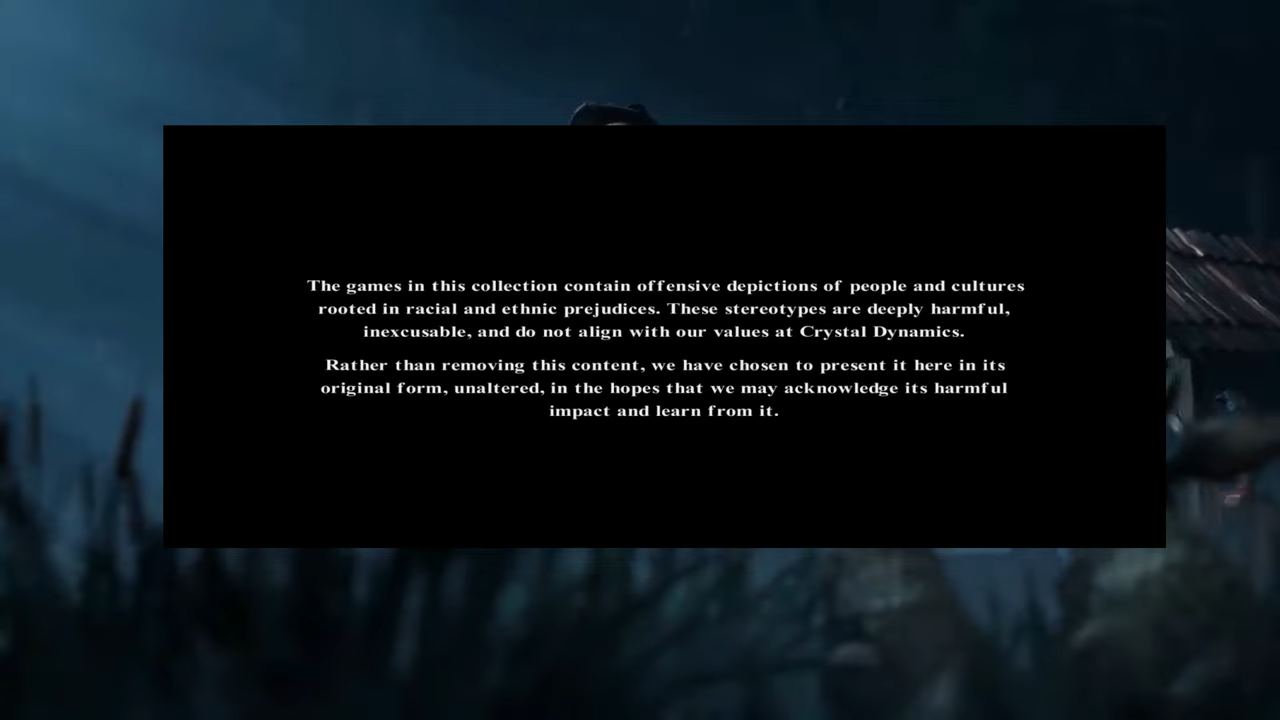 The games in this collection contain offensive depictions of people and cultures
rooted in racial and ethnic prejudices. These stereotypes are deeply harmful,
inexcusable, and do not align with our values at Crystal Dynamics.
Rather than removing this content, we have chosen to present it here in its
original form, unaltered, in the hopes that we may acknowledge its harmful
impact and learn from it.